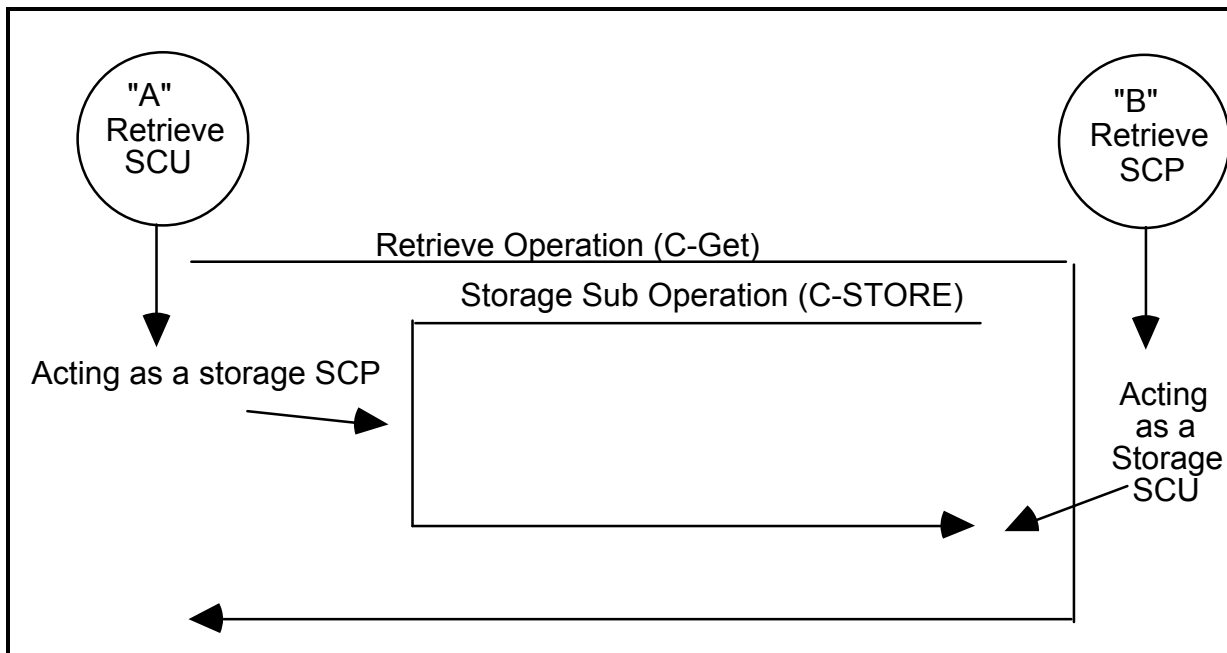 "A"
Retrieve
SCU
"B"
Retrieve
SCP
Retrieve Operation (C-Get)
Storage Sub Operation (C-STORE)
Acting as a storage SCP
Acting
as a
Storage
SCU